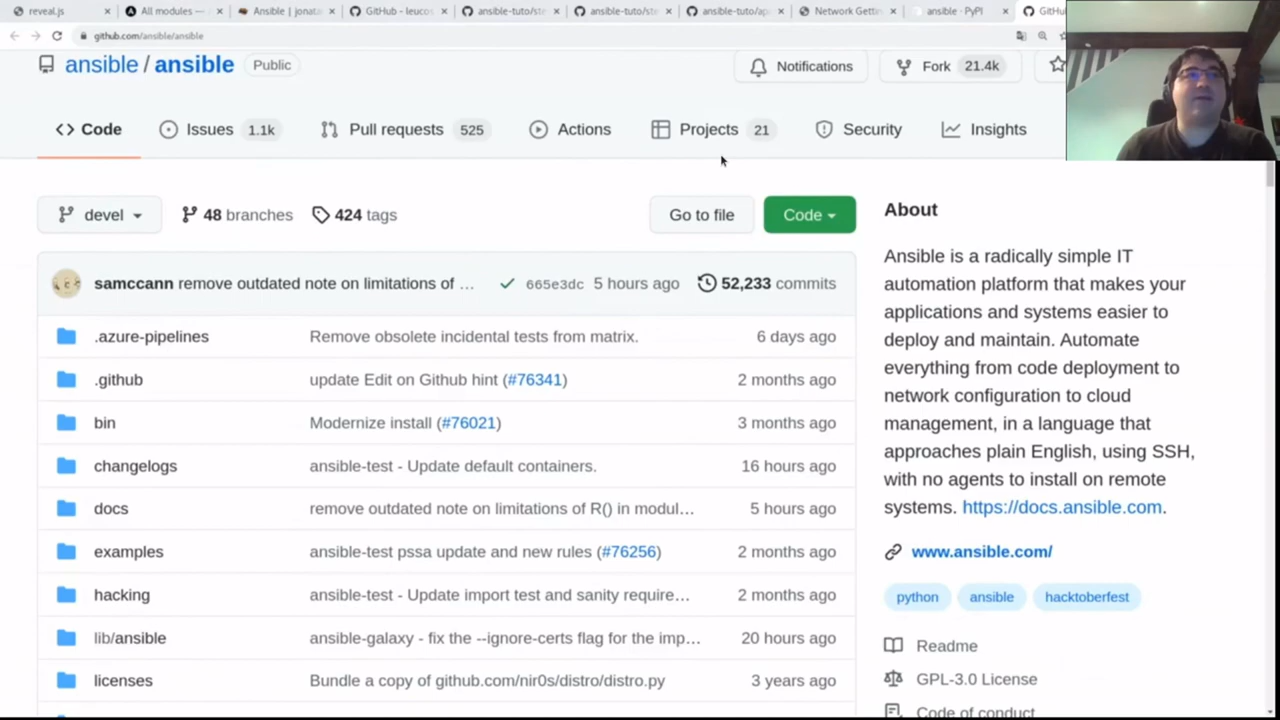 reveal.js
All modules —
Ansible | jonata
GitHub - leucos
ansible-tuto/ste
ansible-tuto/ste
ansible-tuto/ap
Network Gettin
ansible · PyPI
GitHu
github.com/ansible/ansible
ansible / ansible Public
Notifications
Fork 21.4k
Code
Issues 1.1k
Pull requests 525
Actions
Projects 21
Security
Insights
devel
48 branches
424 tags
Go to file
Code
samccann remove outdated note on limitations of … 665e3dc 5 hours ago 52,233 commits
.azure-pipelines Remove obsolete incidental tests from matrix. 6 days ago
.github update Edit on Github hint (#76341) 2 months ago
bin Modernize install (#76021) 3 months ago
changelogs ansible-test - Update default containers. 16 hours ago
docs remove outdated note on limitations of R() in modul… 5 hours ago
examples ansible-test pssa update and new rules (#76256) 2 months ago
hacking ansible-test - Update import test and sanity require… 2 months ago
lib/ansible ansible-galaxy - fix the --ignore-certs flag for the imp… 20 hours ago
licenses Bundle a copy of github.com/nir0s/distro/distro.py 3 years ago
About
Ansible is a radically simple IT
automation platform that makes your
applications and systems easier to
deploy and maintain. Automate
everything from code deployment to
network configuration to cloud
management, in a language that
approaches plain English, using SSH,
with no agents to install on remote
systems. https://docs.ansible.com.
www.ansible.com/
python ansible hacktoberfest
Readme
GPL-3.0 License
Code of conduct